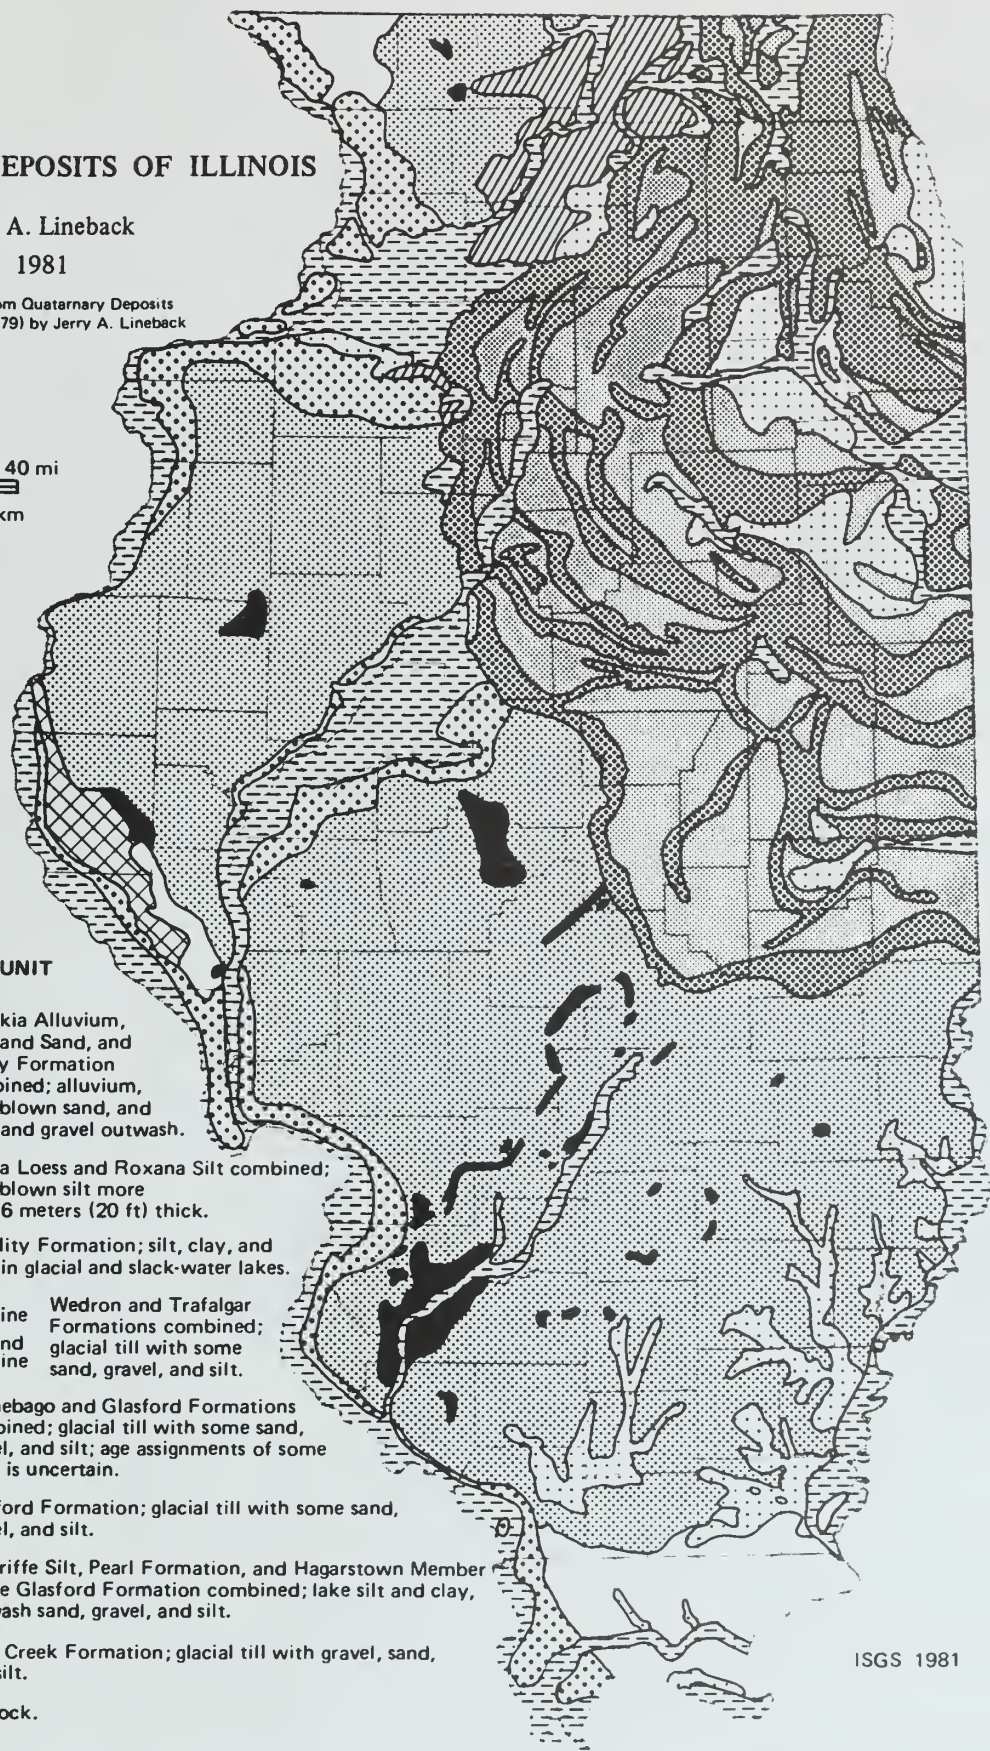 EPOSITS OF ILLINOIS
A. Lineback
1981
om Quatarnary Deposits
79) by Jerry A. Lineback
40 mi
km
UNIT
kia Alluvium,
and Sand, and
y Formation
bined; alluvium,
blown sand, and
and gravel outwash.
a Loess and Roxana Silt combined;
blown silt more
6 meters (20 ft) thick.
lity Formation; silt, clay, and
in glacial and slack-water lakes.
ine
nd
ine
Wedron and Trafalgar
Formations combined;
glacial till with some
sand, gravel, and silt.
nebago and Glasford Formations
bined; glacial till with some sand,
el, and silt; age assignments of some
is uncertain.
ford Formation; glacial till with some sand,
el, and silt.
riffe Silt, Pearl Formation, and Hagarstown Member
e Glasford Formation combined; lake silt and clay,
wash sand, gravel, and silt.
Creek Formation; glacial till with gravel, sand,
silt.
ock.
ISGS 1981